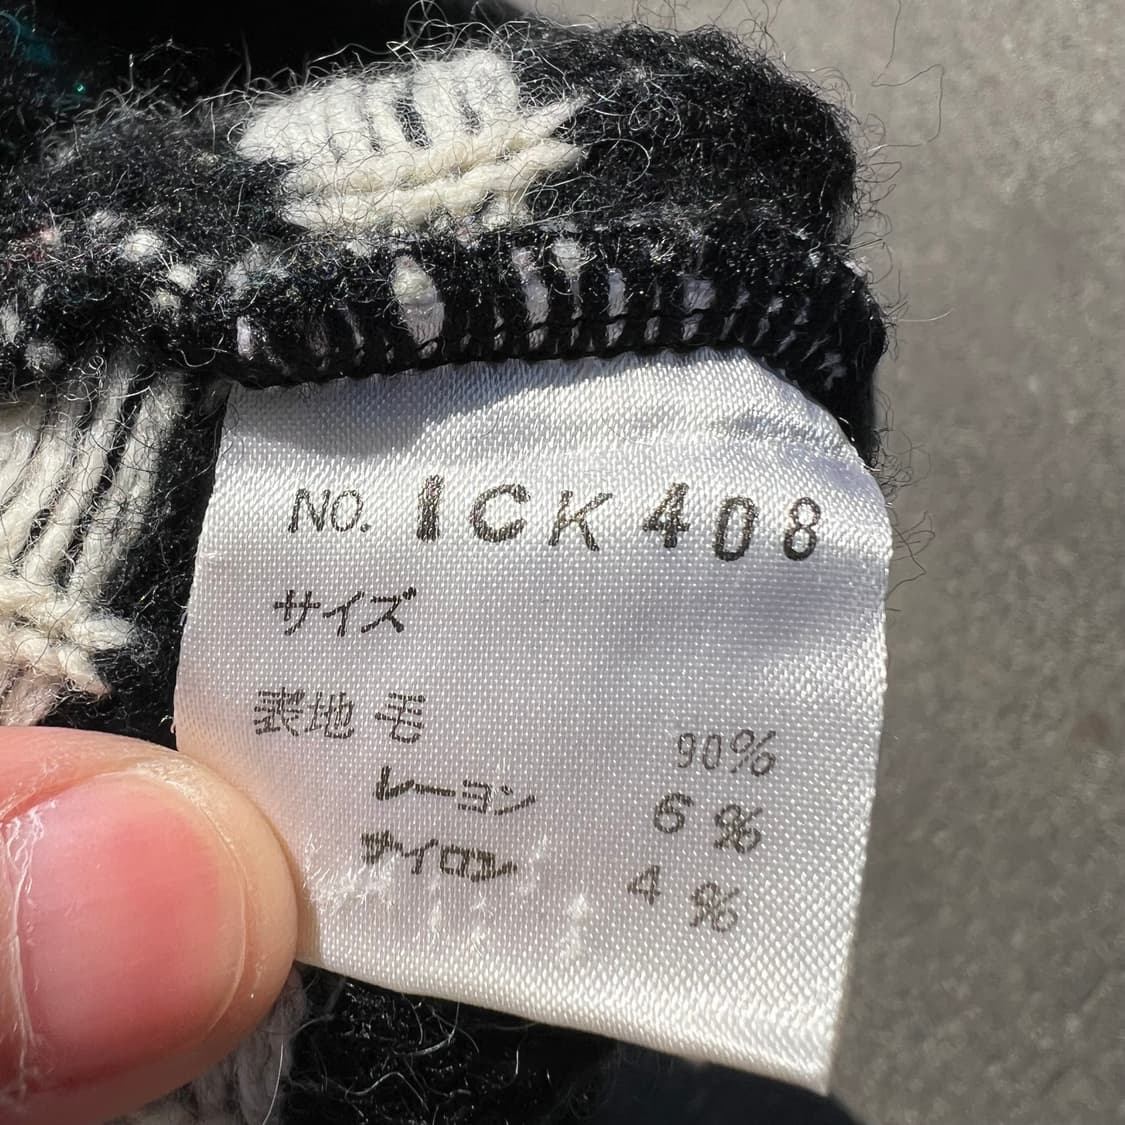 NO. ICK408
サイズ
表地 毛 90%
レーヨン 6%
ナイロン 4%